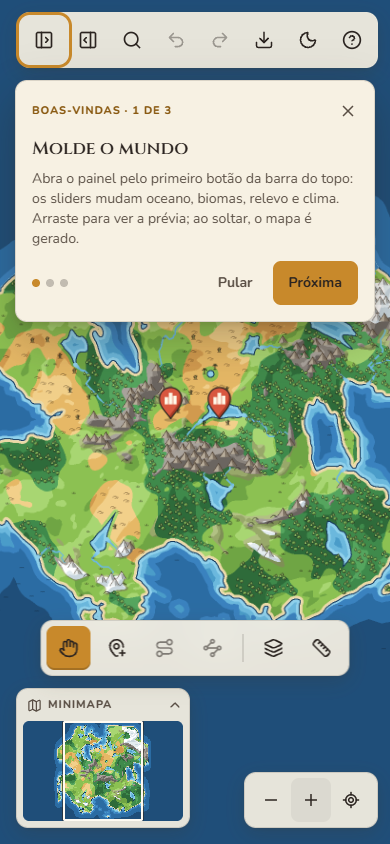 BOAS-VINDAS · 1 DE 3
Molde o mundo
Abra o painel pelo primeiro botão da barra do topo:
os sliders mudam oceano, biomas, relevo e clima.
Arraste para ver a prévia; ao soltar, o mapa é
gerado.
Pular
Próxima
MINIMAPA